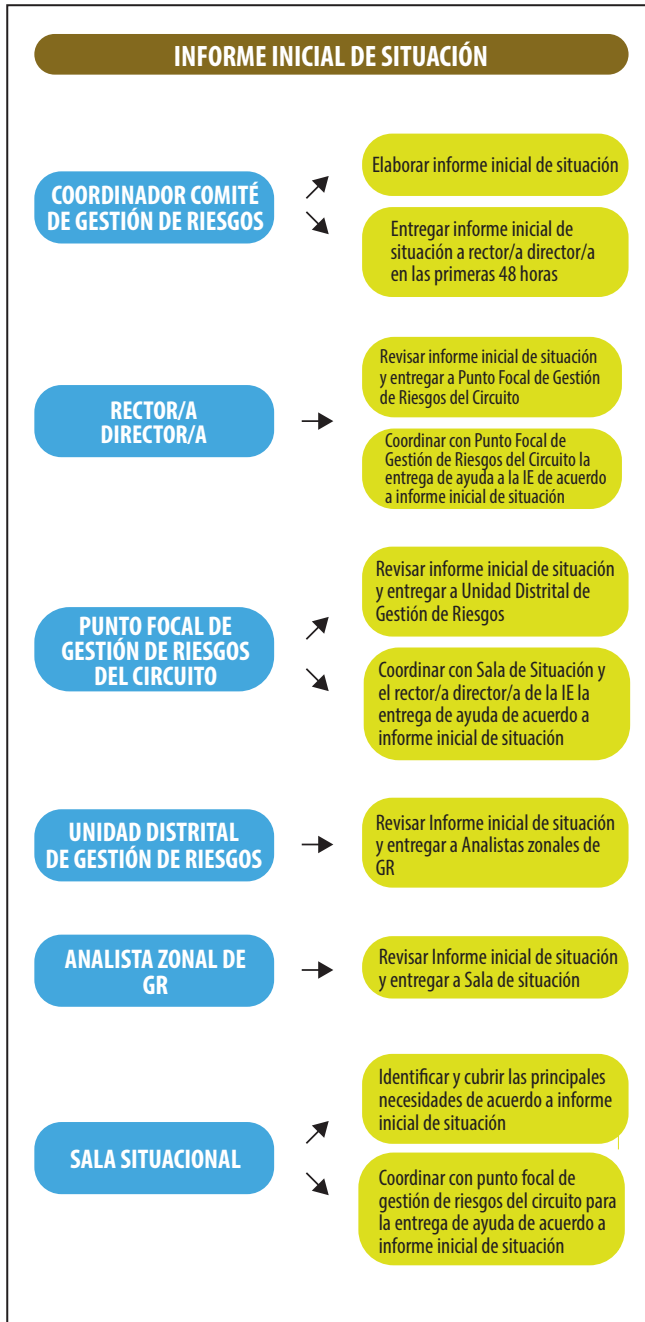 INFORME INICIAL DE SITUACIÓN
COORDINADOR COMITÉ
DE GESTIÓN DE RIESGOS
Elaborar informe inicial de situación
Entregar informe inicial de
situación a rector/a director/a
en las primeras 48 horas
RECTOR/A
DIRECTOR/A
Revisar informe inicial de situación
y entregar a Punto Focal de Gestión
de Riesgos del Circuito
Coordinar con Punto Focal de
Gestión de Riesgos del Circuito la
entrega de ayuda a la IE de acuerdo
a informe inicial de situación
PUNTO FOCAL DE
GESTIÓN DE RIESGOS
DEL CIRCUITO
Revisar informe inicial de situación
y entregar a Unidad Distrital de
Gestión de Riesgos
Coordinar con Sala de Situación y
el rector/a director/a de la IE la
entrega de ayuda de acuerdo a
informe inicial de situación
UNIDAD DISTRITAL
DE GESTIÓN DE RIESGOS
Revisar Informe inicial de situación
y entregar a Analistas zonales de
GR
ANALISTA ZONAL DE
GR
Revisar Informe inicial de situación
y entregar a Sala de situación
SALA SITUACIONAL
Identificar y cubrir las principales
necesidades de acuerdo a informe
inicial de situación
Coordinar con punto focal de
gestión de riesgos del circuito para
la entrega de ayuda de acuerdo a
informe inicial de situación